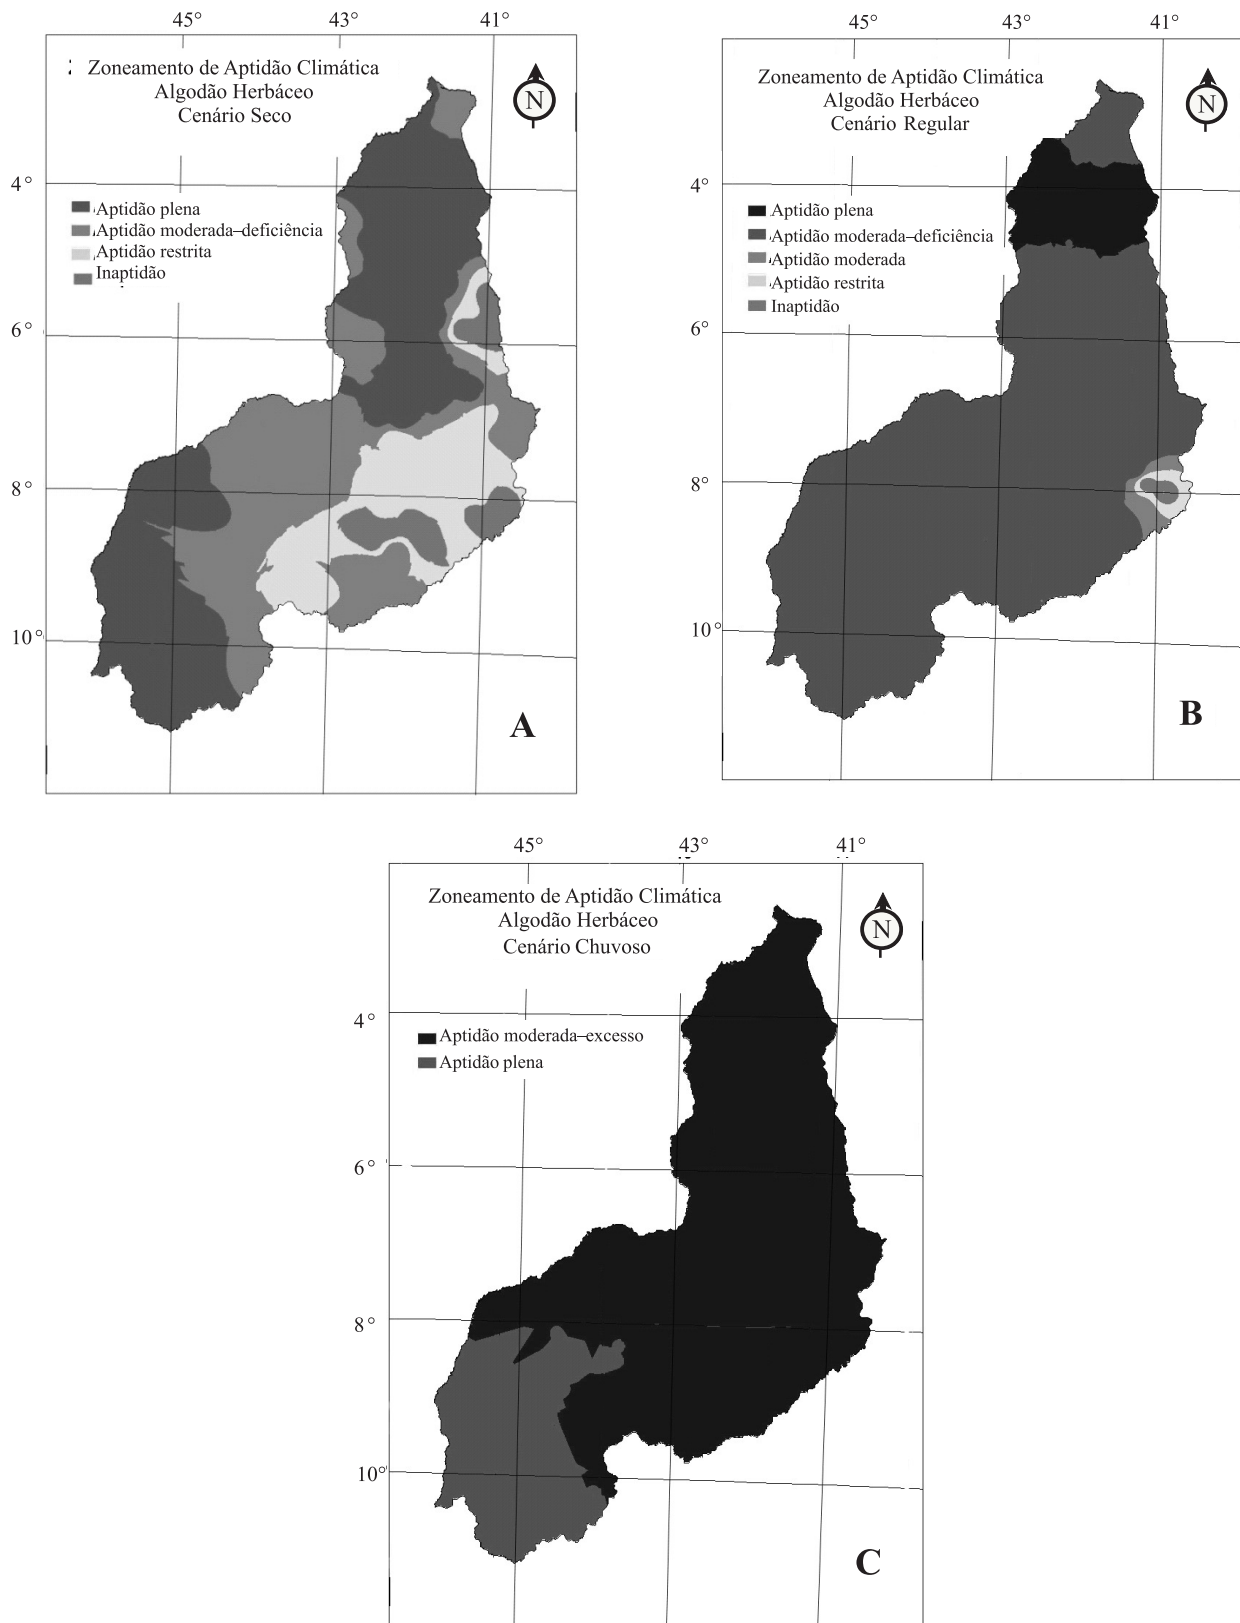 45° 43° 41°
Zoneamento de Aptidão Climática
Algodão Herbáceo
Cenário Seco
N
4°
Aptidão plena
Aptidão moderada–deficiência
Aptidão restrita
Inaptidão
6°
8°
10°
A
45° 43° 41°
Zoneamento de Aptidão Climática
Algodão Herbáceo
Cenário Regular
N
4°
Aptidão plena
Aptidão moderada–deficiência
Aptidão moderada
Aptidão restrita
Inaptidão
6°
8°
10°
B
45° 43° 41°
Zoneamento de Aptidão Climática
Algodão Herbáceo
Cenário Chuvoso
N
4°
Aptidão moderada–excesso
Aptidão plena
6°
8°
10°
C